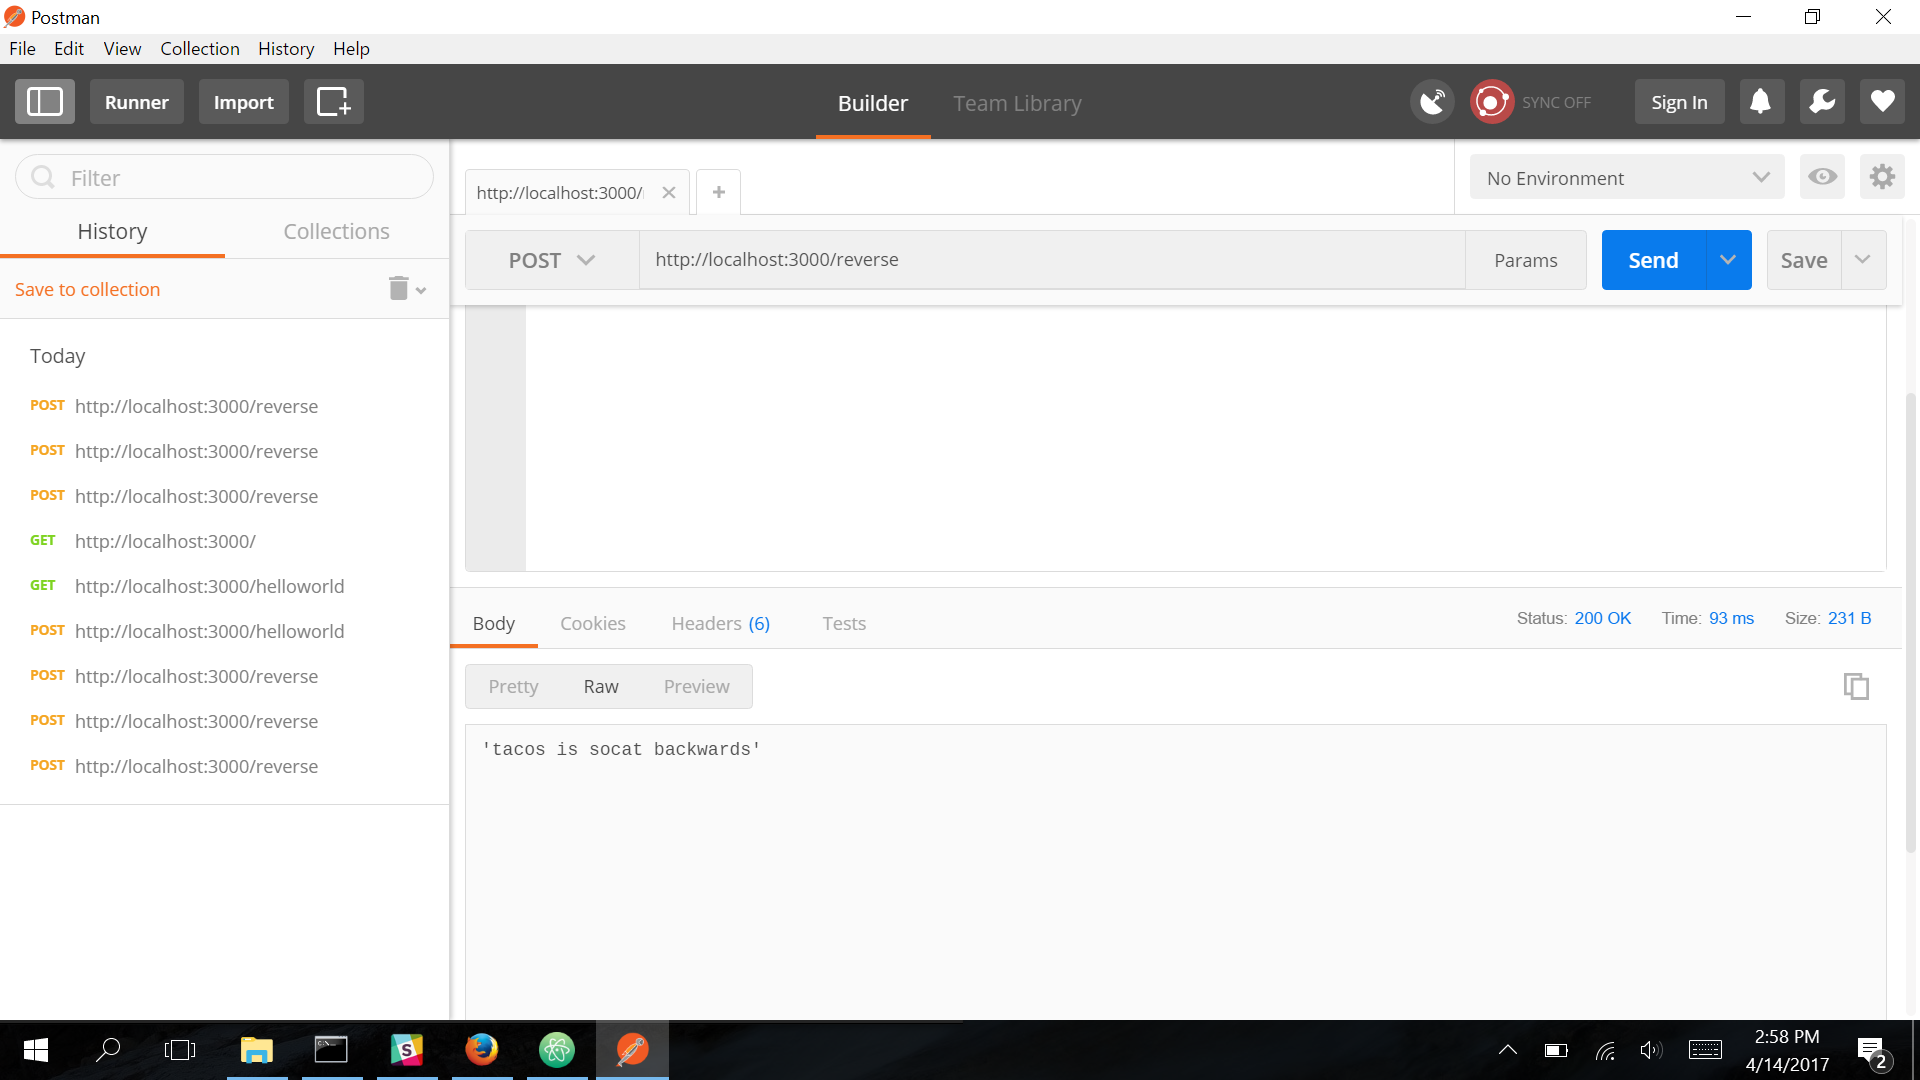 Postman
File Edit View Collection History Help
Runner Import Builder Team Library SYNC OFF Sign In
Filter
http://localhost:3000/
No Environment
History Collections
POST http://localhost:3000/reverse Params Send Save
Save to collection
Today
POST http://localhost:3000/reverse
POST http://localhost:3000/reverse
POST http://localhost:3000/reverse
GET http://localhost:3000/
GET http://localhost:3000/helloworld
POST http://localhost:3000/helloworld
POST http://localhost:3000/reverse
POST http://localhost:3000/reverse
POST http://localhost:3000/reverse
Body Cookies Headers (6) Tests Status: 200 OK Time: 93 ms Size: 231 B
Pretty Raw Preview
'tacos is socat backwards'
2:58 PM
4/14/2017
2